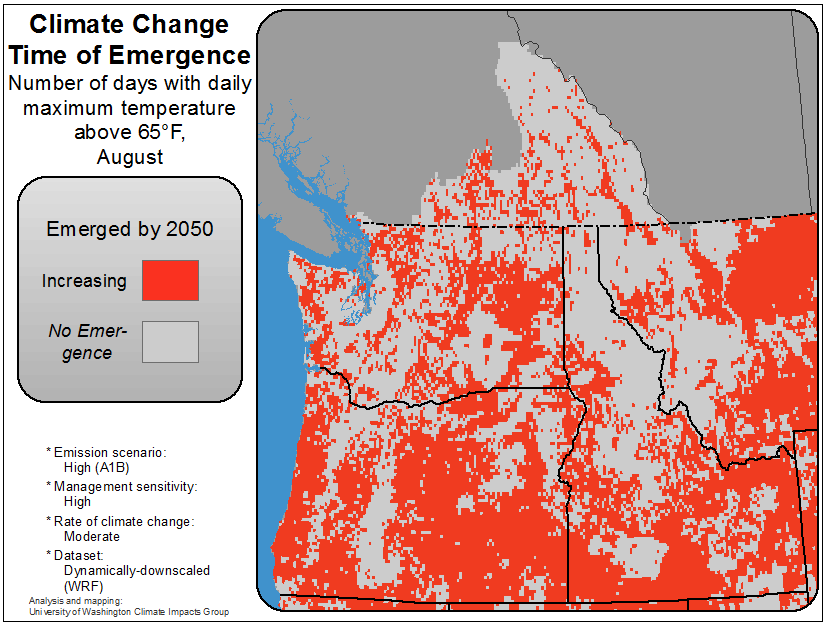 Climate Change
Time of Emergence
Number of days with daily
maximum temperature
above 65°F,
August
Emerged by 2050
Increasing
No Emer-
gence
* Emission scenario:
High (A1B)
* Management sensitivity:
High
* Rate of climate change:
Moderate
* Dataset:
Dynamically-downscaled
(WRF)
Analysis and mapping:
University of Washington Climate Impacts Group